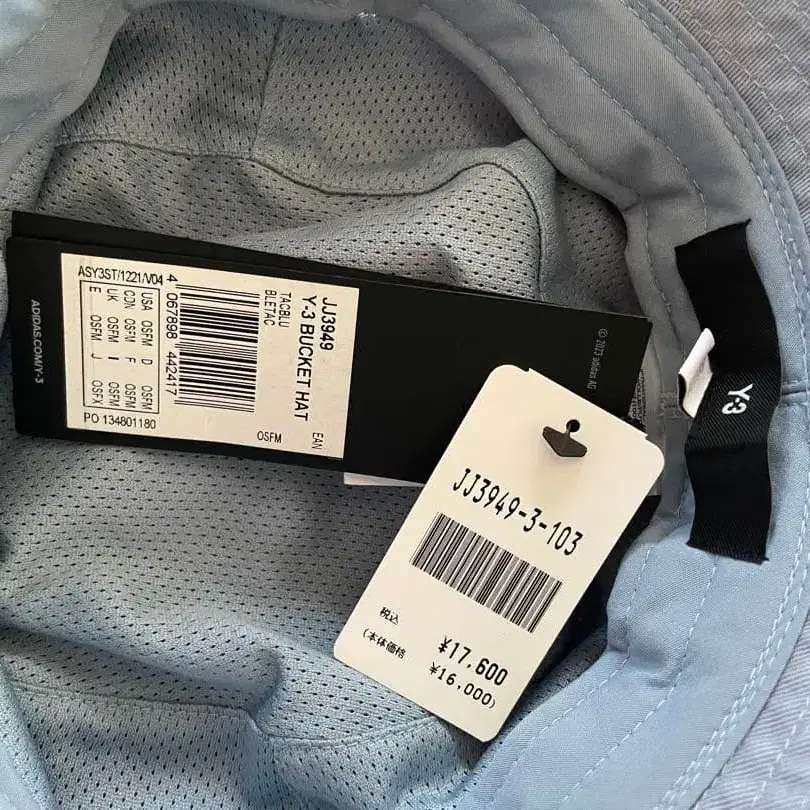 ADIDAS.COM/Y-3
ASY3ST/1221/V04
USA OSFM D OSFM
CDN OSFM F OSFM
UK OSFM I OSFM
E OSFM J OSFX
PO 134801180
4 067898 442417
TACBLU
BLETAC
JJ3949
Y-3 BUCKET HAT
EAN
OSFM
© 2023 adidas AG
Y-3
JJ3949-3-103
税込 ¥17,600
(本体価格 ¥16,000)